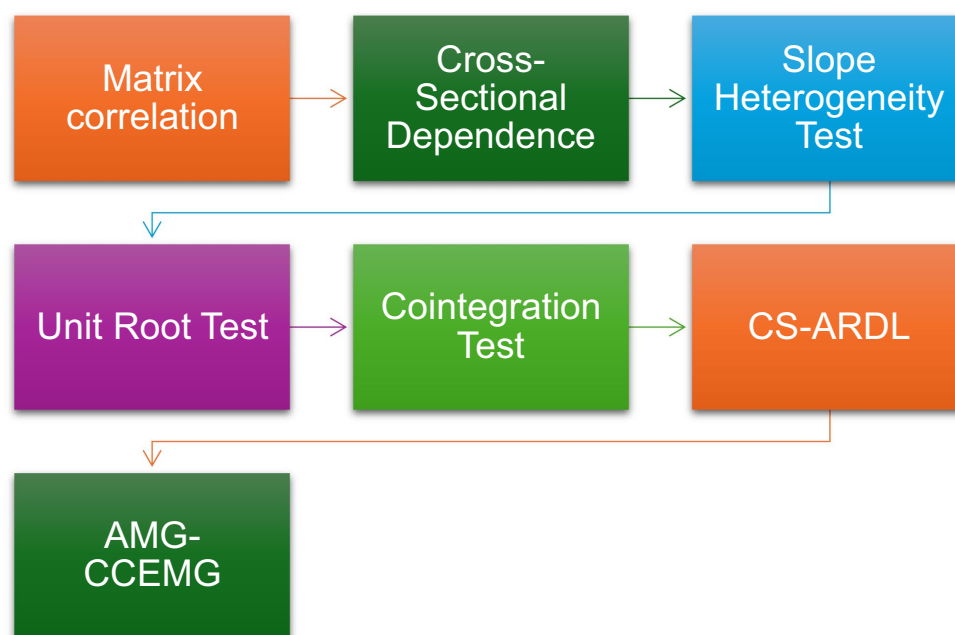 Matrix
correlation
Cross-
Sectional
Dependence
Slope
Heterogeneity
Test
Unit Root Test
Cointegration
Test
CS-ARDL
AMG-
CCEMG